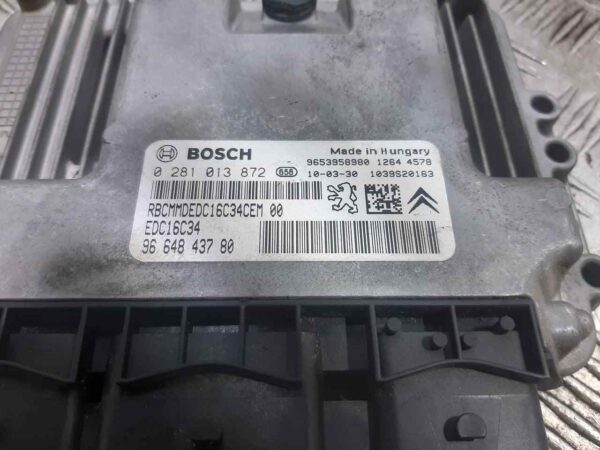 BOSCH
Made in Hungary
9653958980 1264 4578
0 281 013 872 658 10-03-30 1039S20163
RBCMMDEDC16C34CEM 00
EDC16C34
96 648 437 80